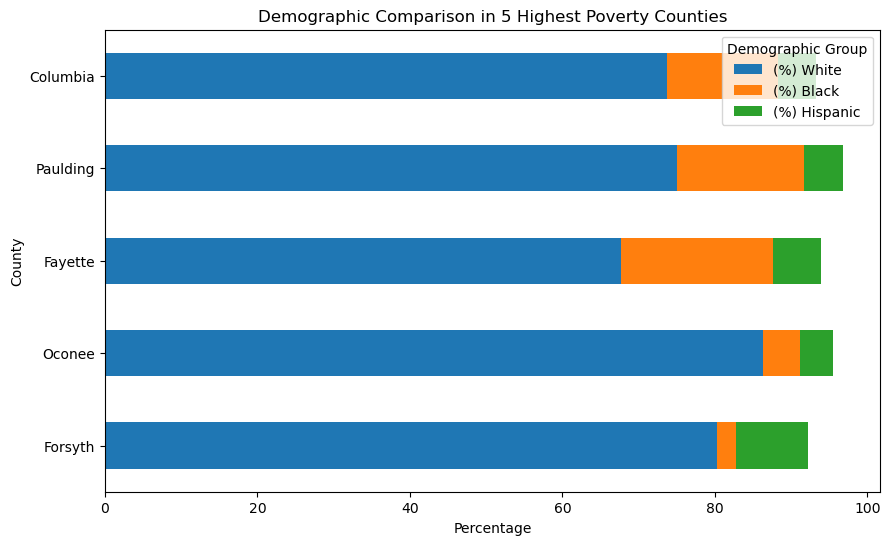 Demographic Comparison in 5 Highest Poverty Counties
Demographic Group
(%) White
(%) Black
(%) Hispanic
County
Columbia
Paulding
Fayette
Oconee
Forsyth
0 20 40 60 80 100
Percentage